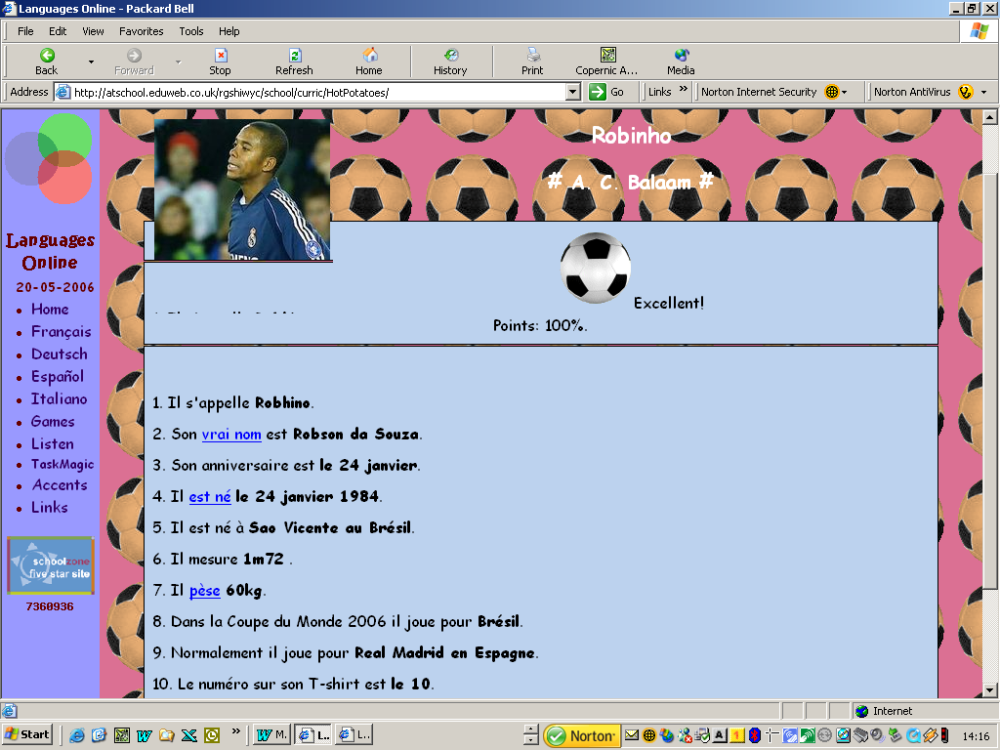 Languages Online - Packard Bell
File Edit View Favorites Tools Help
Back Forward Stop Refresh Home History Print Copernic A... Media
Address http://atschool.eduweb.co.uk/rgshiwyc/school/curric/HotPotatoes/ Go Links » Norton Internet Security Norton AntiVirus
Robinho
# A. C. Balaam #
Languages
Online
20-05-2006
Home
Français
Deutsch
Español
Italiano
Games
Listen
TaskMagic
Accents
Links
schoolzone
five star site
7360936
Excellent!
Points: 100%.
1. Il s'appelle Robhino.
2. Son vrai nom est Robson da Souza.
3. Son anniversaire est le 24 janvier.
4. Il est né le 24 janvier 1984.
5. Il est né à Sao Vicente au Brésil.
6. Il mesure 1m72 .
7. Il pèse 60kg.
8. Dans la Coupe du Monde 2006 il joue pour Brésil.
9. Normalement il joue pour Real Madrid en Espagne.
10. Le numéro sur son T-shirt est le 10.
Internet
Start » M. L.. L.. Norton 14:16